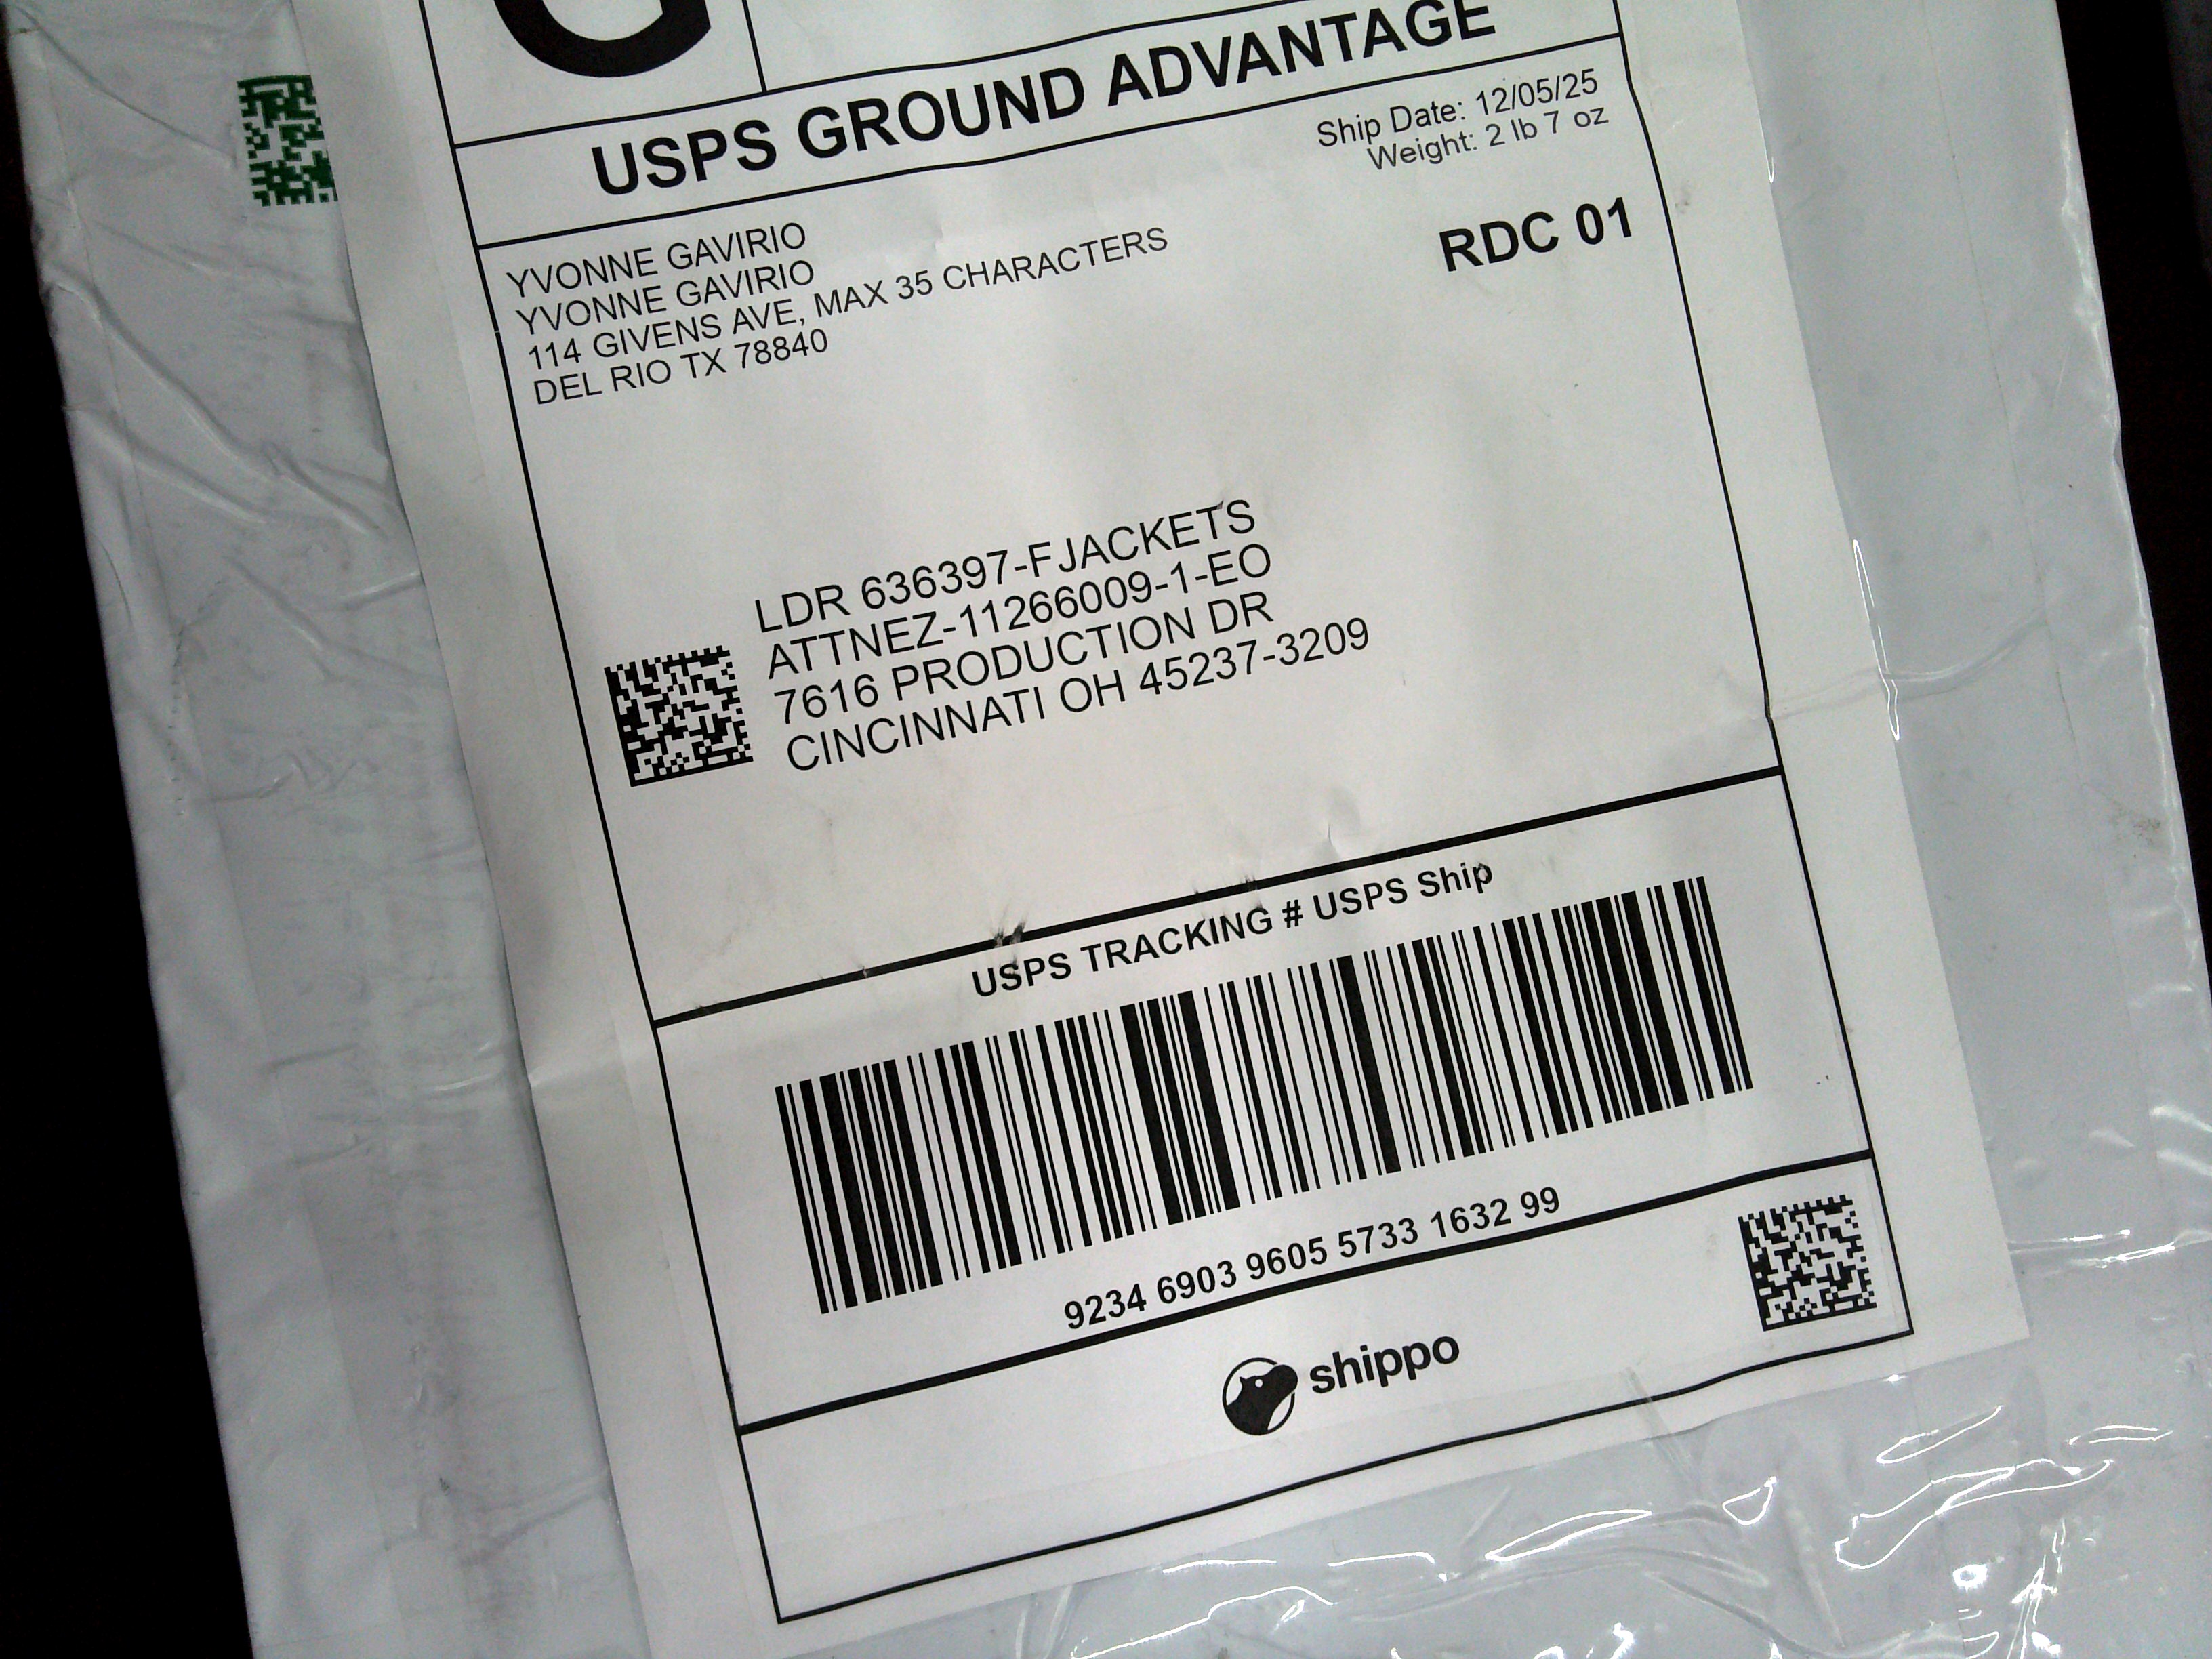 G
USPS GROUND ADVANTAGE
Ship Date: 12/05/25
Weight: 2 lb 7 oz
RDC 01
YVONNE GAVIRIO
YVONNE GAVIRIO
114 GIVENS AVE, MAX 35 CHARACTERS
DEL RIO TX 78840
LDR 636397-FJACKETS
ATTNEZ-11266009-1-EO
7616 PRODUCTION DR
CINCINNATI OH 45237-3209
USPS TRACKING # USPS Ship
9234 6903 9605 5733 1632 99
shippo